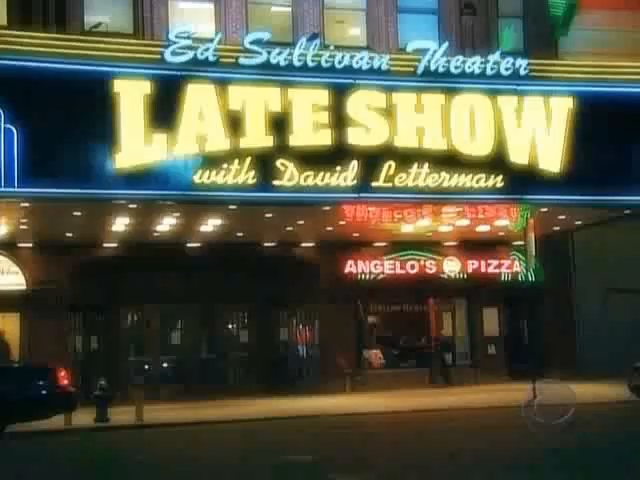 Ed Sullivan Theater
LATE SHOW
with David Letterman
ANGELO'S PIZZA